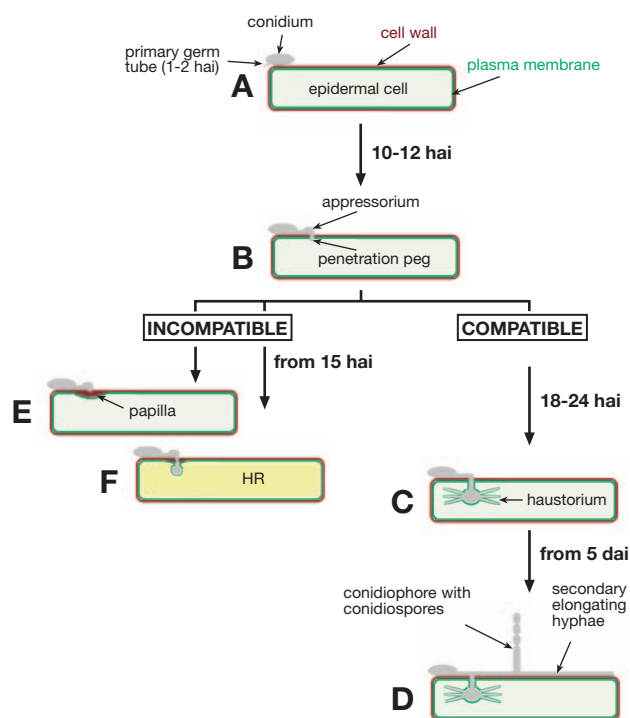 conidium
primary germ
tube (1-2 hai)
cell wall
plasma membrane
A
epidermal cell
10-12 hai
appressorium
B
penetration peg
INCOMPATIBLE
COMPATIBLE
from 15 hai
E
papilla
18-24 hai
F
HR
C
haustorium
from 5 dai
conidiophore with
conidiospores
secondary
elongating
hyphae
D